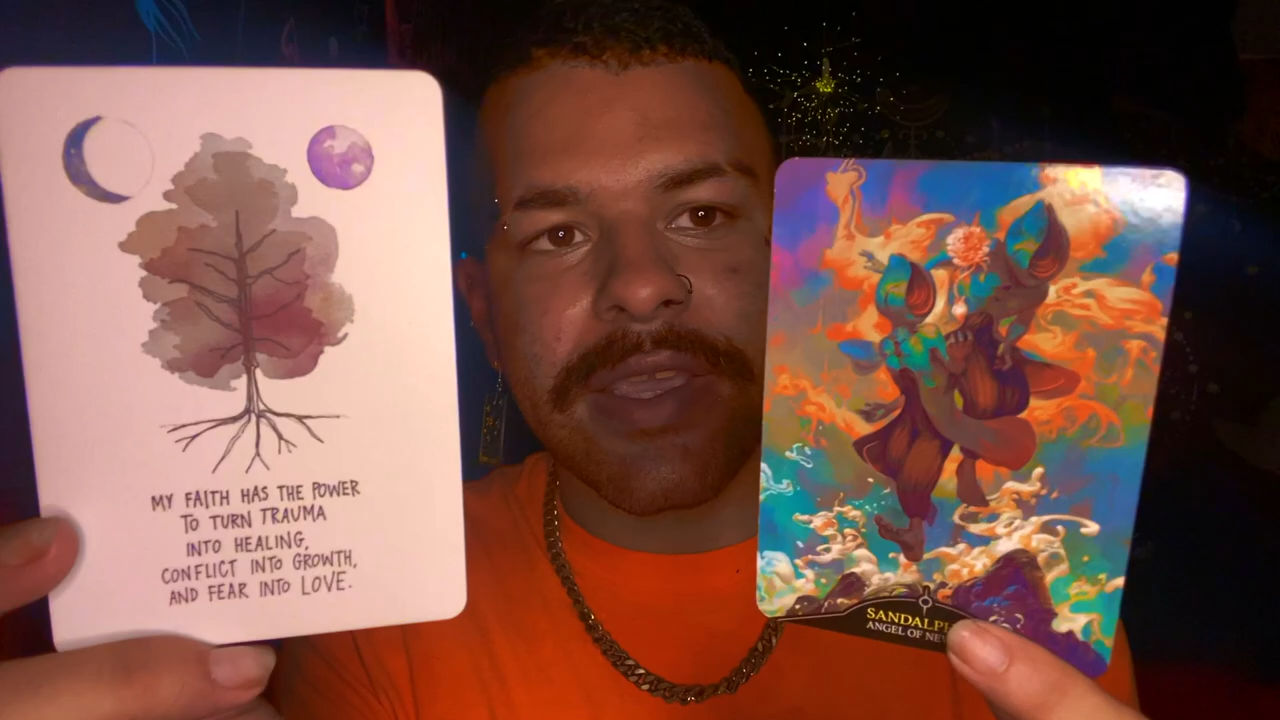 MY FAITH HAS THE POWER
TO TURN TRAUMA
INTO HEALING,
CONFLICT INTO GROWTH,
AND FEAR INTO LOVE.
ANGEL OF